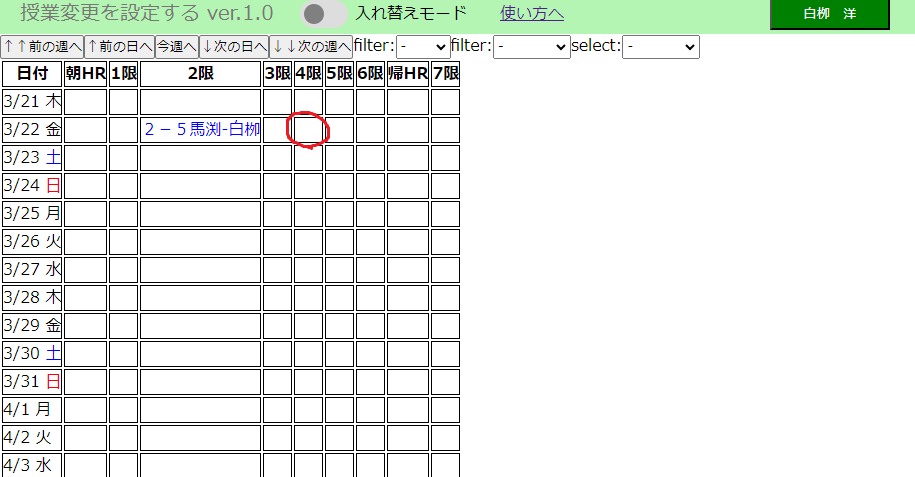 授業変更を設定する ver.1.0 入れ替えモード 使い方へ 白栁　洋
↑↑前の週へ ↑前の日へ 今週へ ↓次の日へ ↓↓次の週へ filter: - filter: - select: -
日付 朝HR 1限 2限 3限 4限 5限 6限 帰HR 7限
3/21 木
3/22 金 ２－５馬渕-白栁
3/23 土
3/24 日
3/25 月
3/26 火
3/27 水
3/28 木
3/29 金
3/30 土
3/31 日
4/1 月
4/2 火
4/3 水